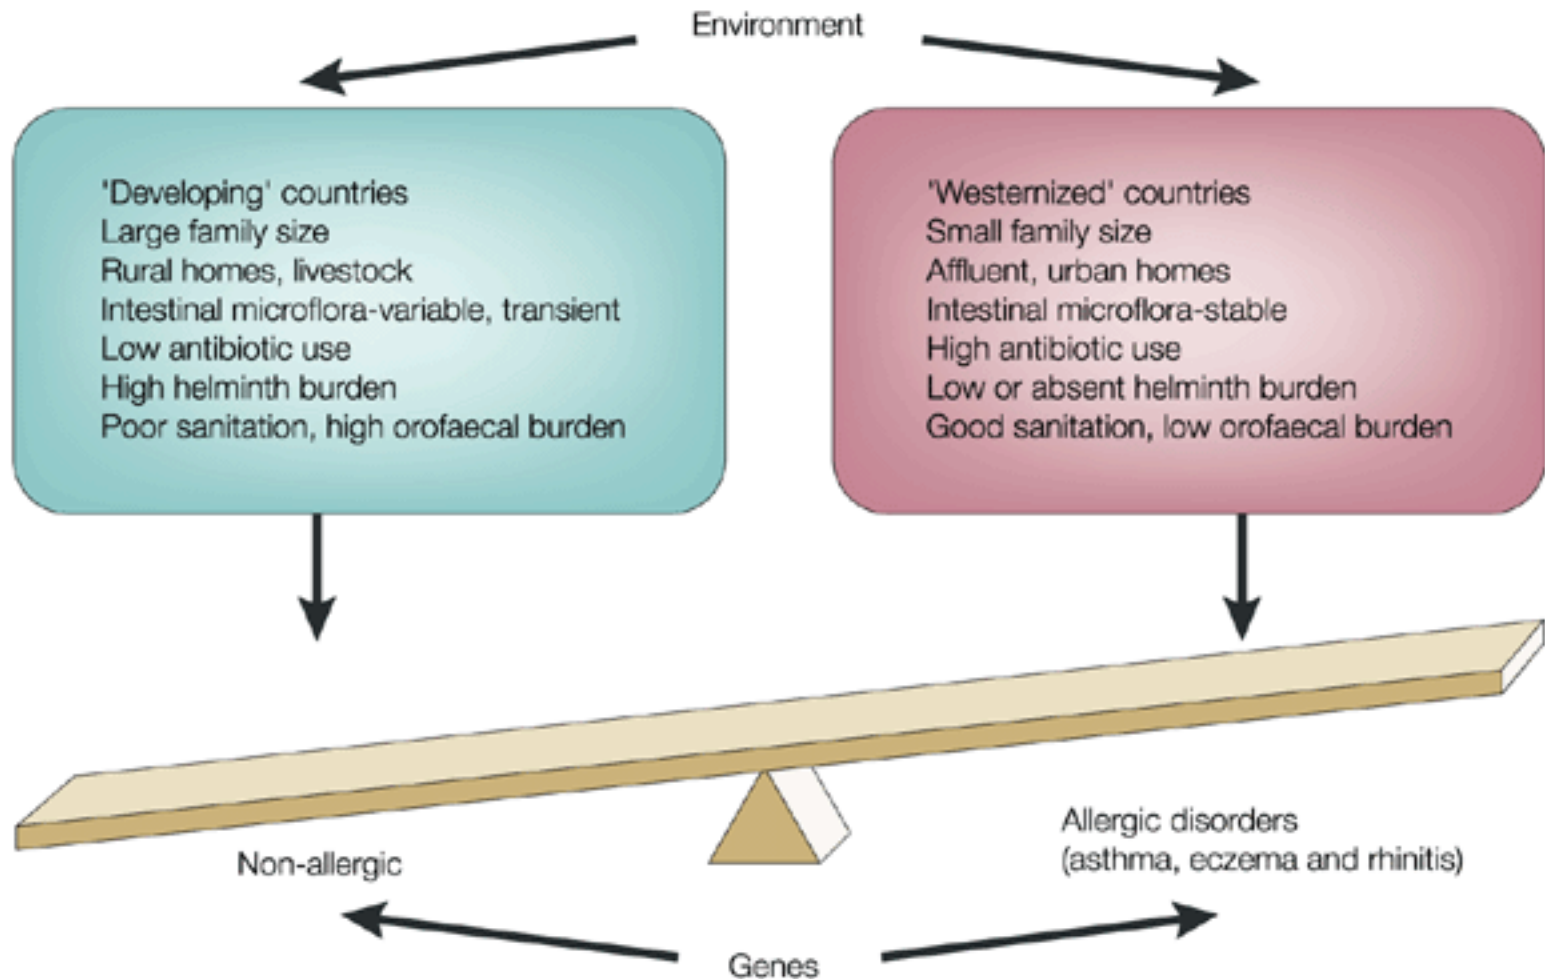 Environment
'Developing' countries
Large family size
Rural homes, livestock
Intestinal microflora-variable, transient
Low antibiotic use
High helminth burden
Poor sanitation, high orofaecal burden
'Westernized' countries
Small family size
Affluent, urban homes
Intestinal microflora-stable
High antibiotic use
Low or absent helminth burden
Good sanitation, low orofaecal burden
Non-allergic
Allergic disorders
(asthma, eczema and rhinitis)
Genes